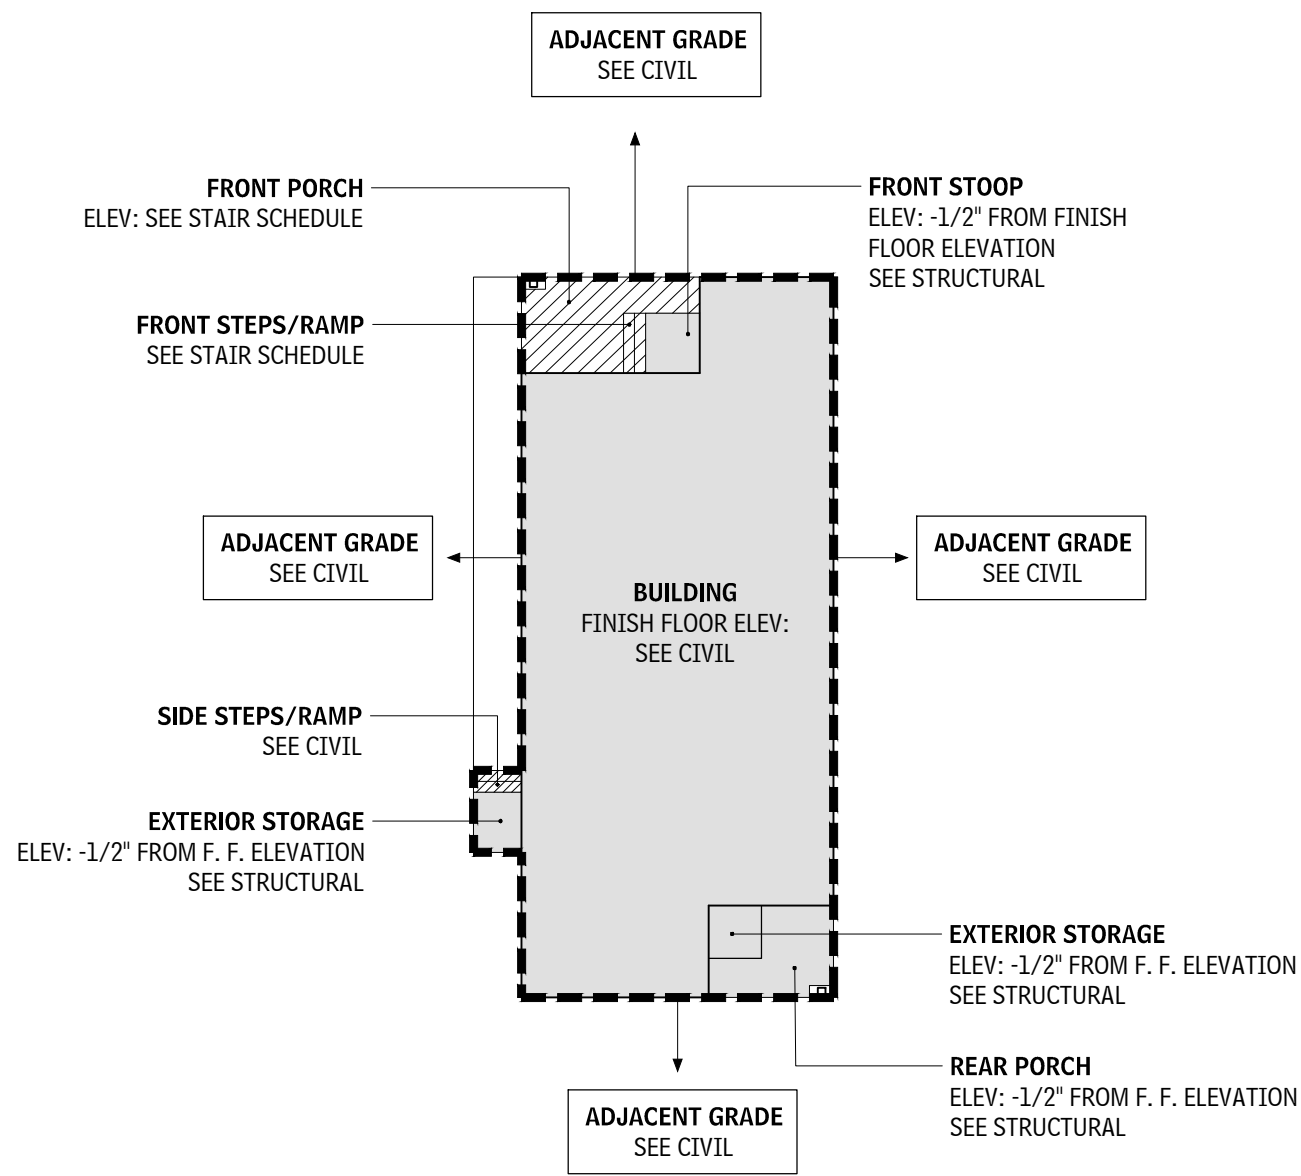 ADJACENT GRADE
SEE CIVIL
FRONT PORCH
ELEV: SEE STAIR SCHEDULE
FRONT STOOP
ELEV: -1/2" FROM FINISH
FLOOR ELEVATION
SEE STRUCTURAL
FRONT STEPS/RAMP
SEE STAIR SCHEDULE
ADJACENT GRADE
SEE CIVIL
ADJACENT GRADE
SEE CIVIL
BUILDING
FINISH FLOOR ELEV:
SEE CIVIL
SIDE STEPS/RAMP
SEE CIVIL
EXTERIOR STORAGE
ELEV: -1/2" FROM F. F. ELEVATION
SEE STRUCTURAL
EXTERIOR STORAGE
ELEV: -1/2" FROM F. F. ELEVATION
SEE STRUCTURAL
REAR PORCH
ELEV: -1/2" FROM F. F. ELEVATION
SEE STRUCTURAL
ADJACENT GRADE
SEE CIVIL